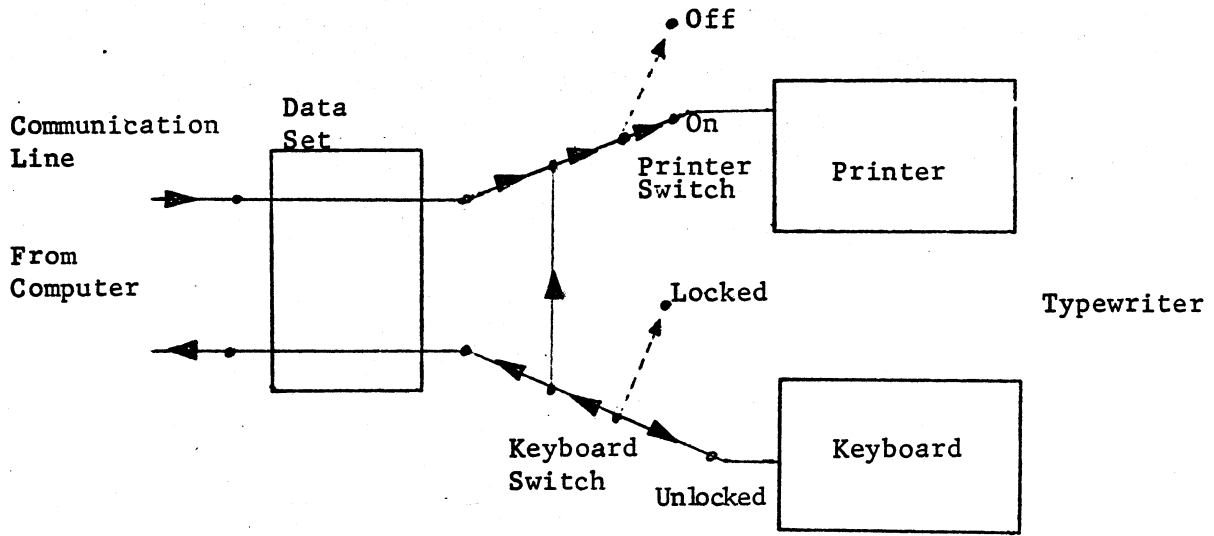 Off
Data
Set
Communication
Line
On
Printer
Switch
Printer
From
Computer
Locked
Typewriter
Keyboard
Switch
Unlocked
Keyboard